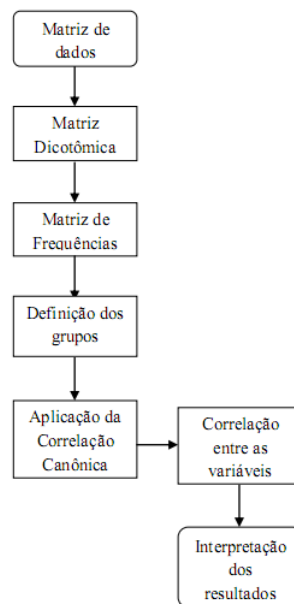 Matriz de
dados
Matriz
Dicotômica
Matriz de
Frequências
Definição dos
grupos
Aplicação da
Correlação
Canônica
Correlação
entre as
variáveis
Interpretação
dos
resultados